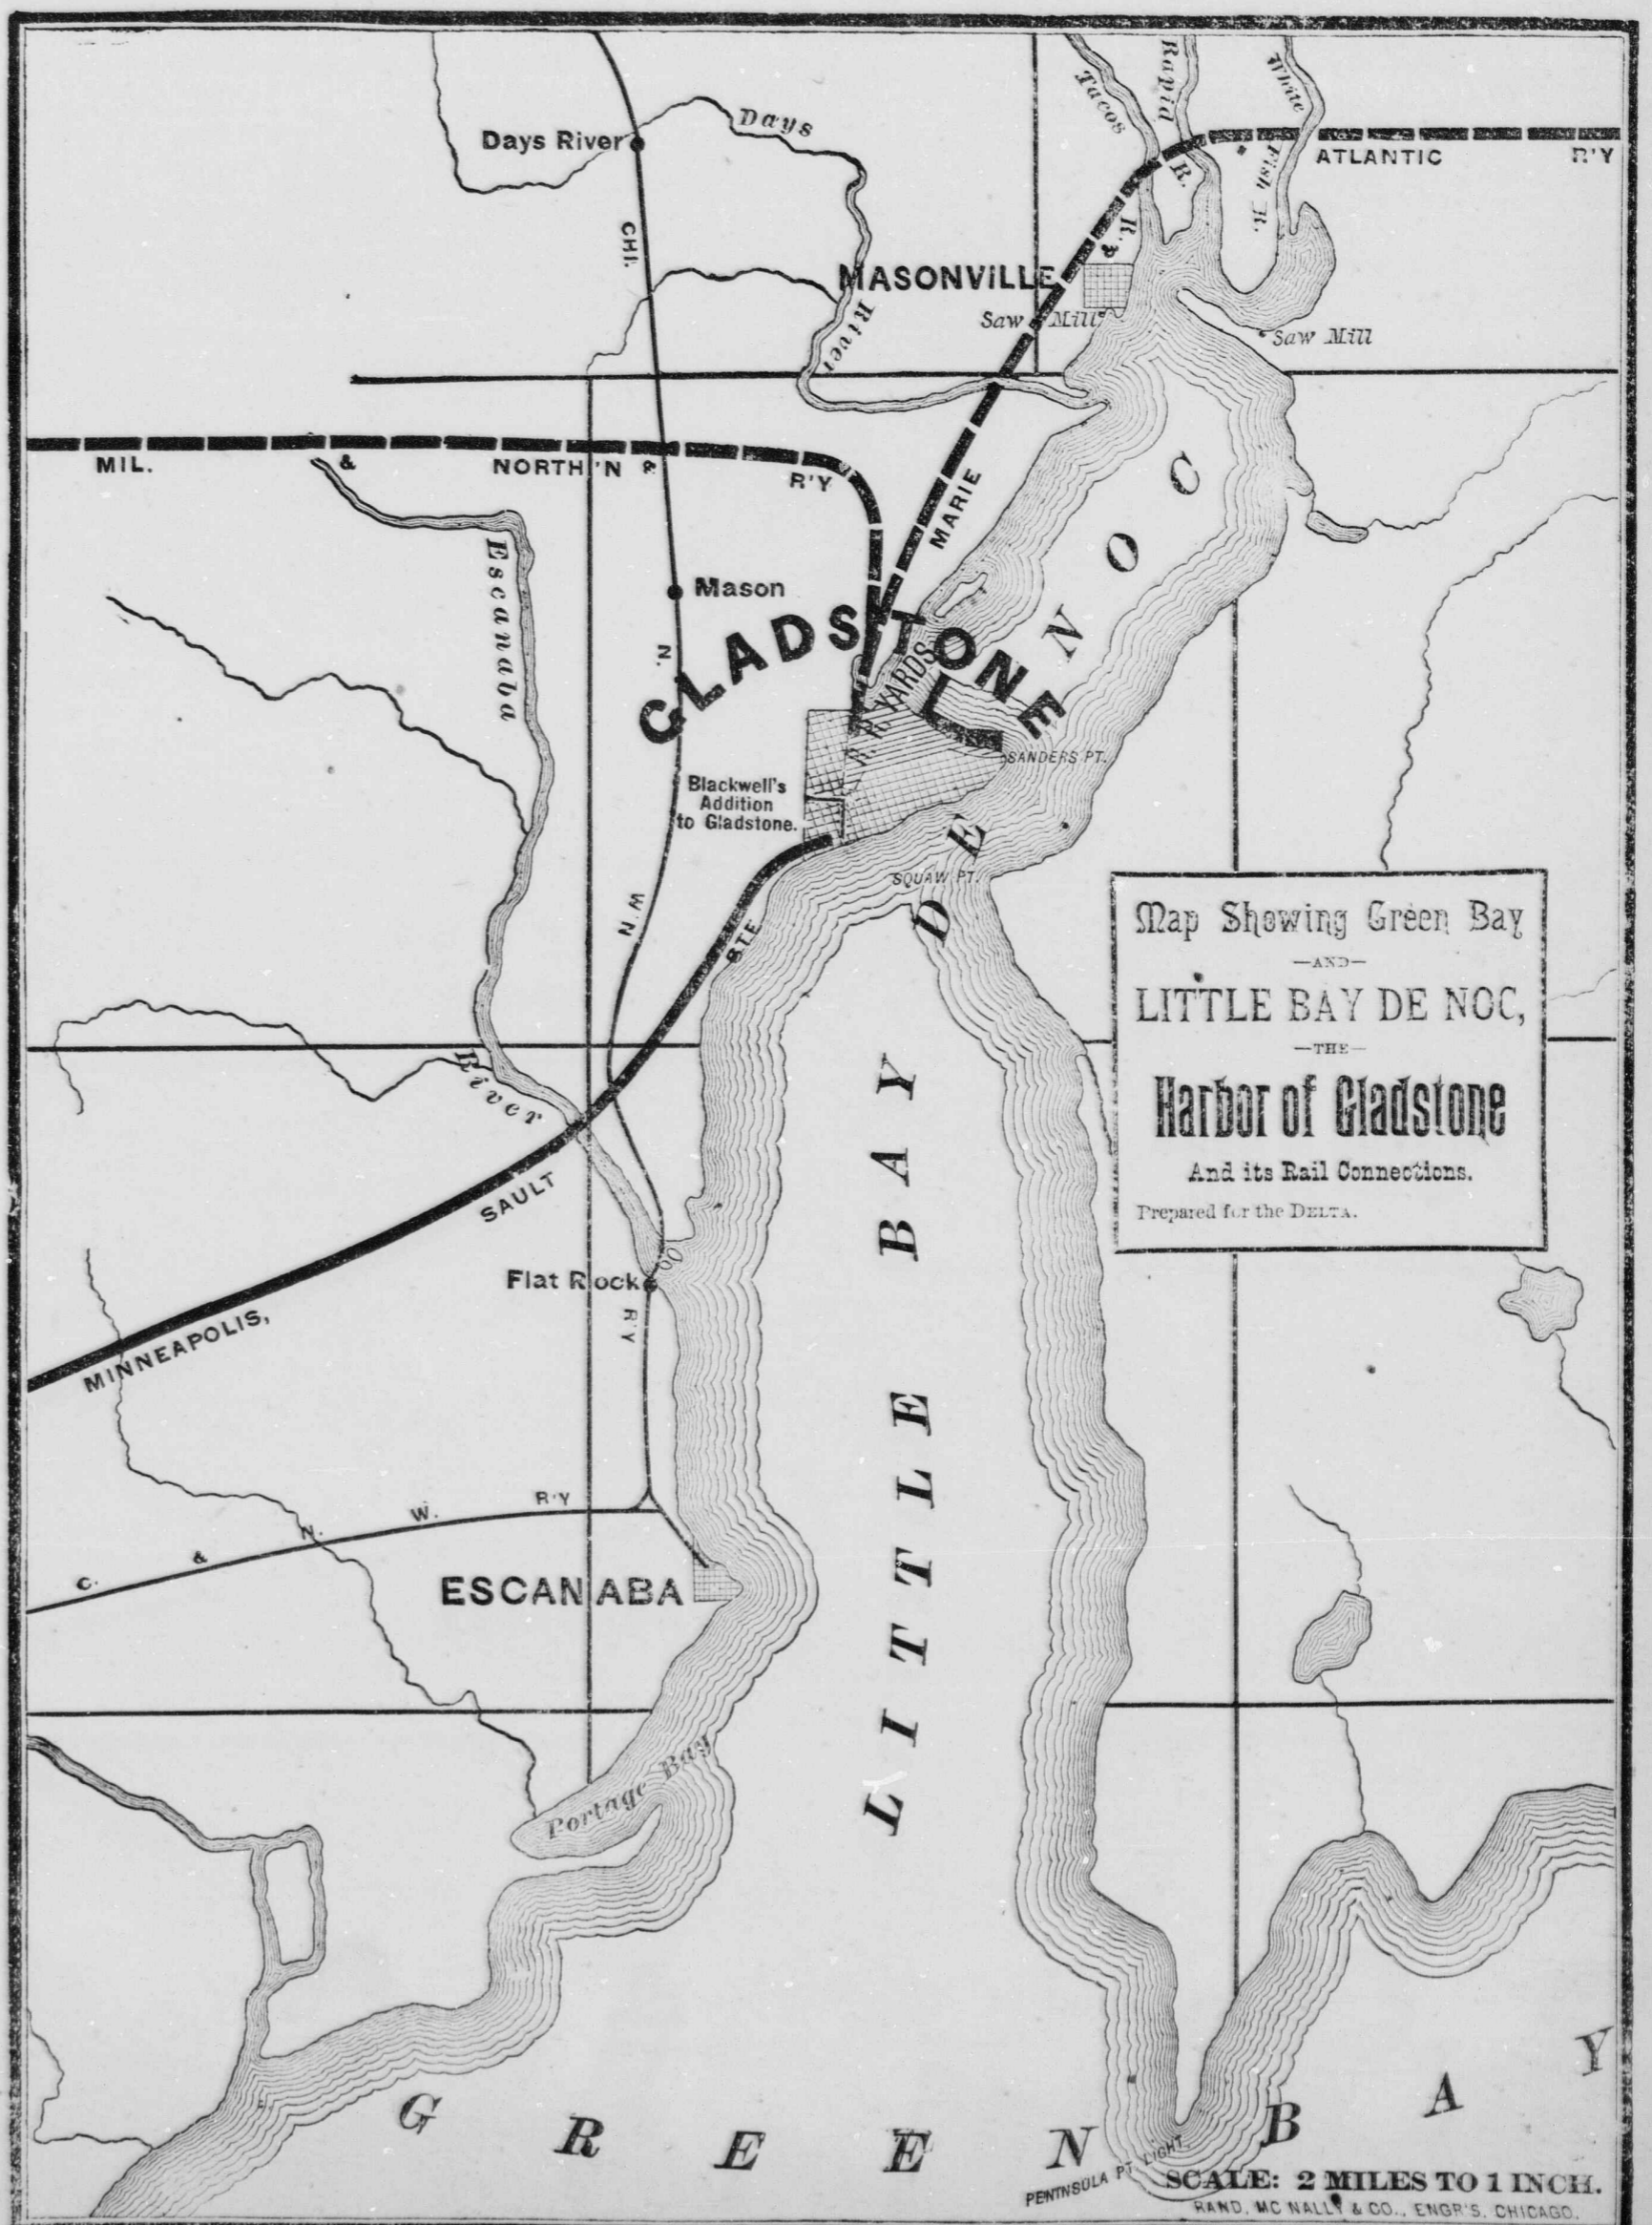 Tacos
Rapid
R.
White
Fish R.
Days River
Days
River
ATLANTIC R'Y
CHI.
MASONVILLE
R. &
Saw Mill
Saw Mill
MIL. & NORTH'N & R'Y
MARIE
Escanaba
Mason
N.
GLADSTONE
R. R. YARDS
SANDERS PT.
Blackwell's
Addition
to Gladstone.
SQUAW PT.
W'N
STE
River
SAULT
MINNEAPOLIS,
Flat Rock
R'Y
C. & N. W. R'Y
ESCANABA
Portage Bay
LITTLE BAY DE NOC
Map Showing Green Bay
—AND—
LITTLE BAY DE NOC,
—THE—
Harbor of Gladstone
And its Rail Connections.
Prepared for the DELTA.
GREEN BAY
PENINSULA PT. LIGHT
SCALE: 2 MILES TO 1 INCH.
RAND, MC NALLY & CO., ENGR'S, CHICAGO.